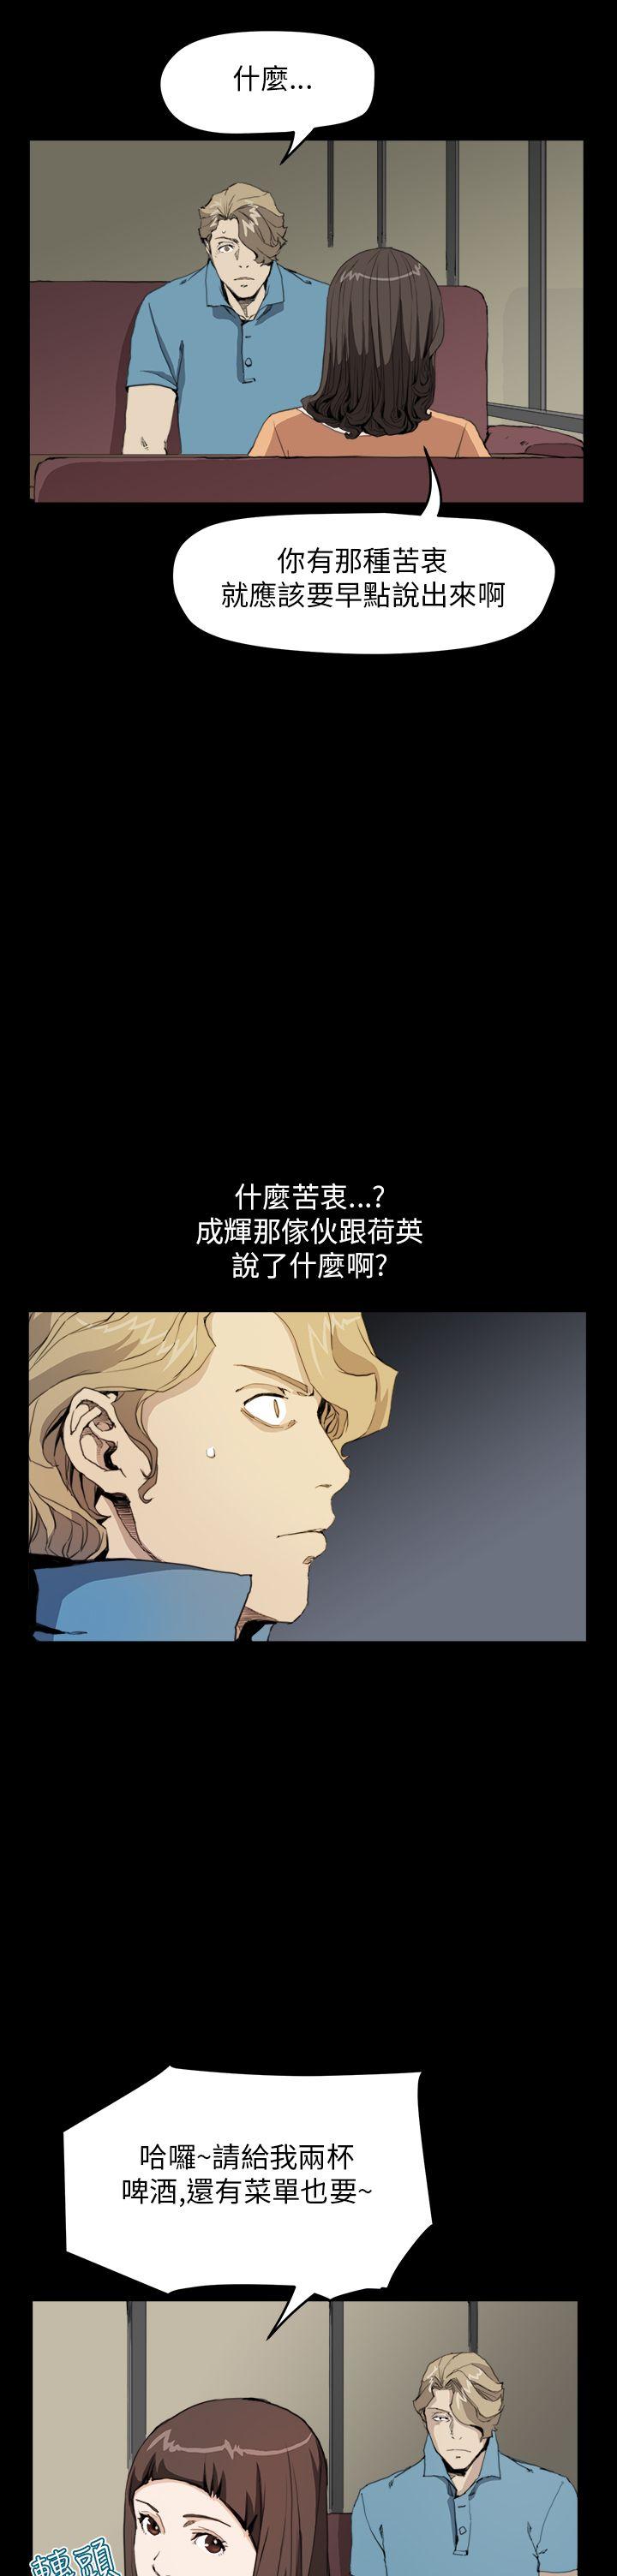 什麼...
你有那種苦衷
就應該要早點說出來啊
什麼苦衷...?
成輝那傢伙跟荷英
說了什麼啊?
哈囉~請給我兩杯
啤酒,還有菜單也要~
轉頭